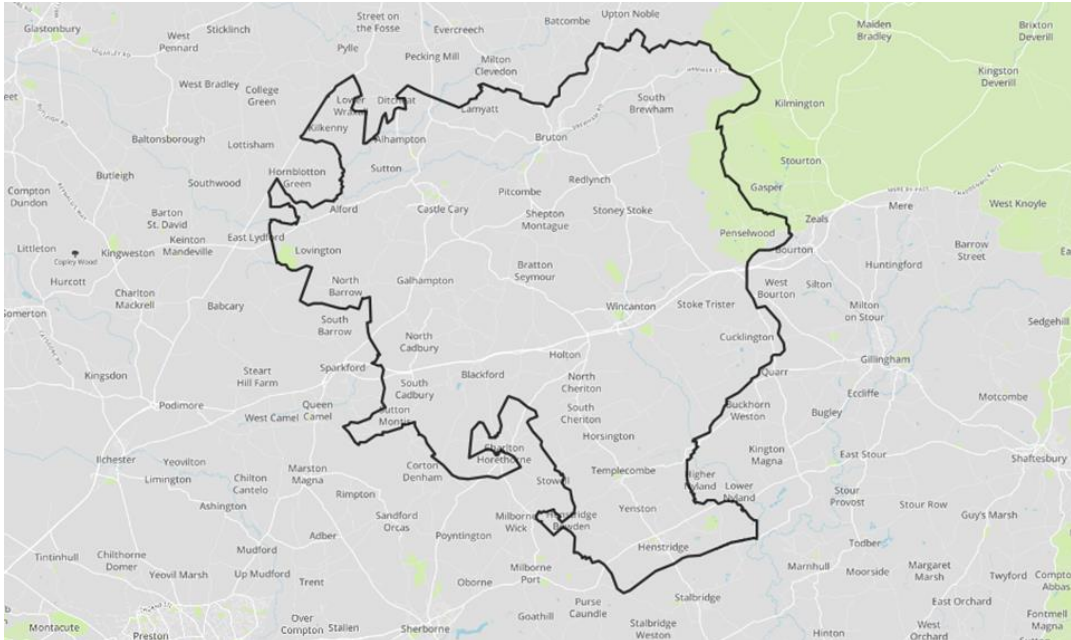 Upton Noble
Street on
the Fosse
Batcombe
Maiden
Bradley
Brixton
Deverill
Glastonbury
Sticklinch
Evercreech
West
Pennard
Pylle
Pecking Mill
Milton
Clevedon
Kingston
Deverill
West Bradley
College
Green
Ditcheat
Lamyatt
South
Brewham
Kilmington
Kilkenny
Baltonsborough
Lottisham
Alhampton
Bruton
Stourton
Butleigh
Southwood
Hornblotton
Green
Sutton
Redlynch
Pitcombe
Gasper
Compton
Dundon
Barton
St. David
Alford
Castle Cary
Shepton
Montague
Stoney Stoke
Zeals
Mere
West Knoyle
Littleton
Kingweston
Keinton
Mandeville
East Lydford
Lovington
Penselwood
Bourton
Barrow
Street
Copley Wood
Hurcott
Charlton
Mackrell
Babcary
North
Barrow
Galhampton
Bratton
Seymour
Huntingford
West
Bourton
Silton
Milton
on Stour
Somerton
South
Barrow
Wincanton
Stoke Trister
Sedgehill
North
Cadbury
Cucklington
Kingsdon
Steart
Hill Farm
Sparkford
Blackford
Holton
Quarr
Gillingham
Podimore
South
Cadbury
North
Cheriton
Eccliffe
Motcombe
West Camel
Queen
Camel
Sutton
Montis
South
Cheriton
Buckhorn
Weston
Bugley
Ilchester
Yeovilton
Charlton
Horethorne
Horsington
Kington
Magna
East Stour
Shaftesbury
Limington
Chilton
Cantelo
Marston
Magna
Corton
Denham
Templecombe
Stowell
Higher
Nyland
Lower
Nyland
Stour
Provost
Stour Row
Ashington
Rimpton
Sandford
Orcas
Milborne
Wick
Henstridge
Bowden
Yenston
Guy's Marsh
Adber
Poyntington
Henstridge
Todber
Tintinhull
Chilthorne
Domer
Mudford
Marnhull
Moorside
Margaret
Marsh
Yeovil Marsh
Up Mudford
Trent
Oborne
Milborne
Port
Twyford
Compton
Abbas
Purse
Caundle
Stalbridge
East Orchard
Montacute
Preston
Over
Compton
Stallen
Sherborne
Goathill
Stalbridge
Weston
Hinton
West
Orchard
Fontmell
Magna